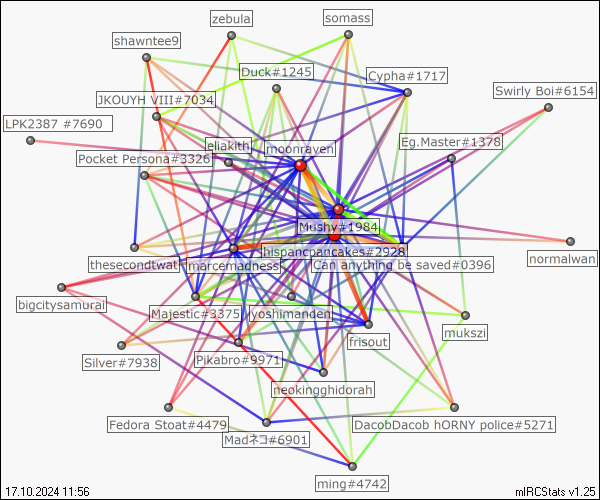 zebula
somass
shawntee9
Duck#1245
Cypha#1717
Swirly Boi#6154
JKOUYH VIII#7034
LPK2387 #7690
Eg.Master#1378
eliakith
moonraven
Pocket Persona#3326
Mushy#1984
hispancpancakes#2928
normalwan
thesecondtwat
marcemadness
Can anything be saved#0396
bigcitysamurai
Majestic#3375
yoshimanden
mukszi
frisout
Silver#7938
Pikabro#9971
neokingghidorah
Fedora Stoat#4479
DacobDacob hORNY police#5271
Madネコ#6901
ming#4742
17.10.2024 11:56
mIRCStats v1.25